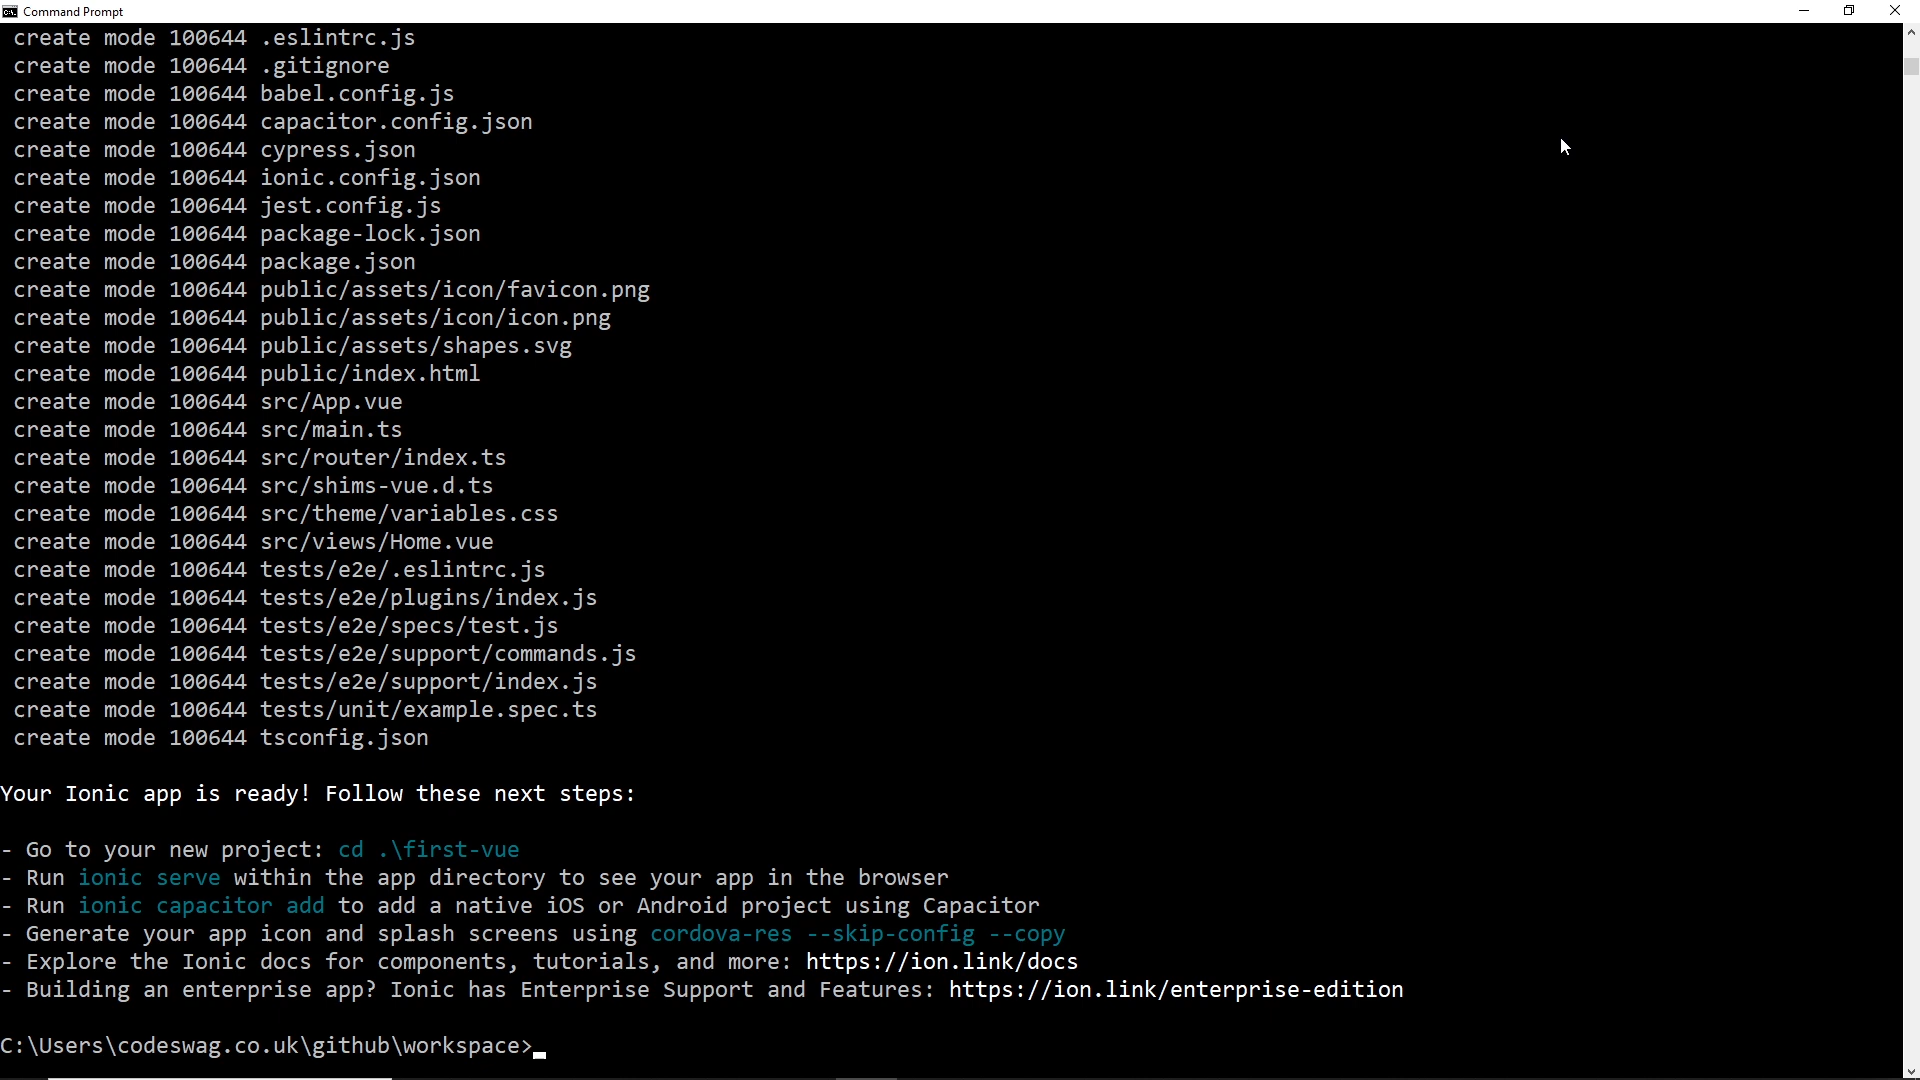 Command Prompt
create mode 100644 .eslintrc.js
create mode 100644 .gitignore
create mode 100644 babel.config.js
create mode 100644 capacitor.config.json
create mode 100644 cypress.json
create mode 100644 ionic.config.json
create mode 100644 jest.config.js
create mode 100644 package-lock.json
create mode 100644 package.json
create mode 100644 public/assets/icon/favicon.png
create mode 100644 public/assets/icon/icon.png
create mode 100644 public/assets/shapes.svg
create mode 100644 public/index.html
create mode 100644 src/App.vue
create mode 100644 src/main.ts
create mode 100644 src/router/index.ts
create mode 100644 src/shims-vue.d.ts
create mode 100644 src/theme/variables.css
create mode 100644 src/views/Home.vue
create mode 100644 tests/e2e/.eslintrc.js
create mode 100644 tests/e2e/plugins/index.js
create mode 100644 tests/e2e/specs/test.js
create mode 100644 tests/e2e/support/commands.js
create mode 100644 tests/e2e/support/index.js
create mode 100644 tests/unit/example.spec.ts
create mode 100644 tsconfig.json
Your Ionic app is ready! Follow these next steps:
- Go to your new project: cd .\first-vue
- Run ionic serve within the app directory to see your app in the browser
- Run ionic capacitor add to add a native iOS or Android project using Capacitor
- Generate your app icon and splash screens using cordova-res --skip-config --copy
- Explore the Ionic docs for components, tutorials, and more: https://ion.link/docs
- Building an enterprise app? Ionic has Enterprise Support and Features: https://ion.link/enterprise-edition
C:\Users\codeswag.co.uk\github\workspace>